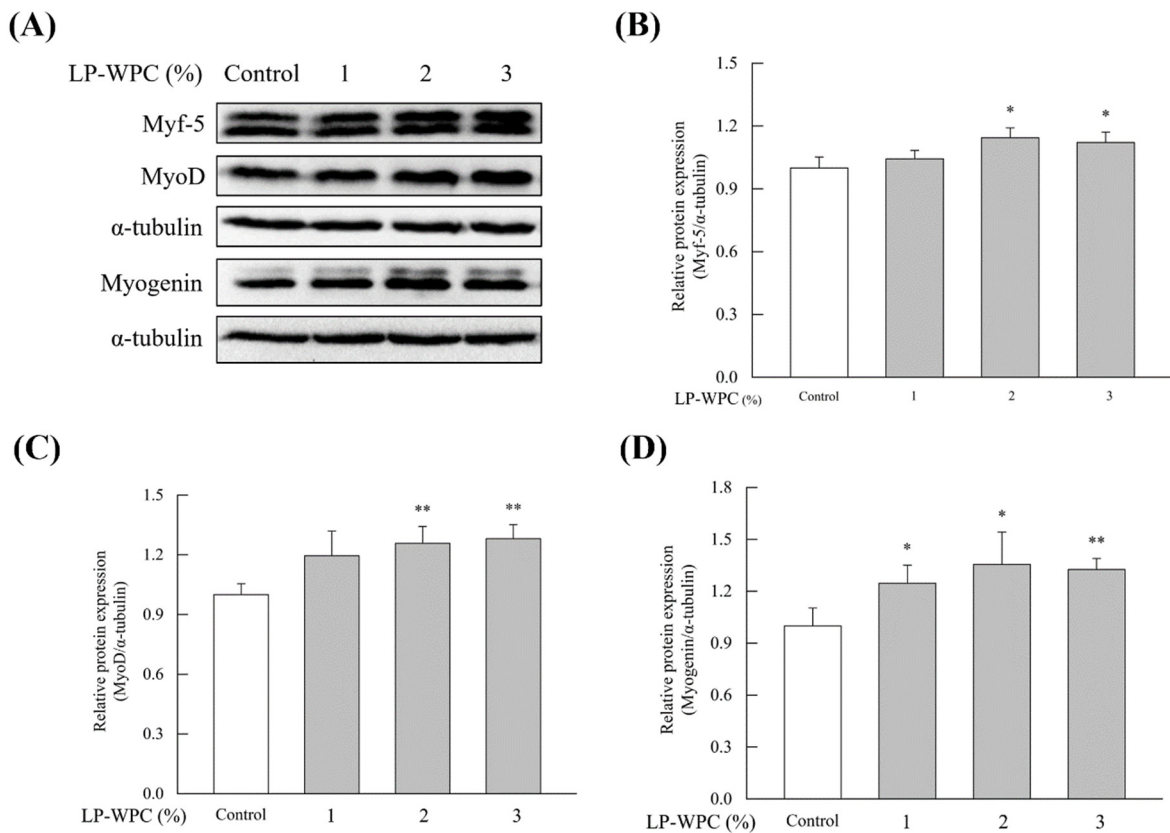 (A)
LP-WPC (%) Control 1 2 3
Myf-5
MyoD
α-tubulin
Myogenin
α-tubulin
(B)
Relative protein expression
(Myf-5/α-tubulin)
1.5
1.2
0.9
0.6
0.3
0.0
* *
LP-WPC (%) Control 1 2 3
(C)
Relative protein expression
(MyoD/α-tubulin)
1.5
1.2
0.9
0.6
0.3
0.0
** **
LP-WPC (%) Control 1 2 3
(D)
Relative protein expression
(Myogenin/α-tubulin)
1.8
1.5
1.2
0.9
0.6
0.3
0.0
* * **
LP-WPC (%) Control 1 2 3